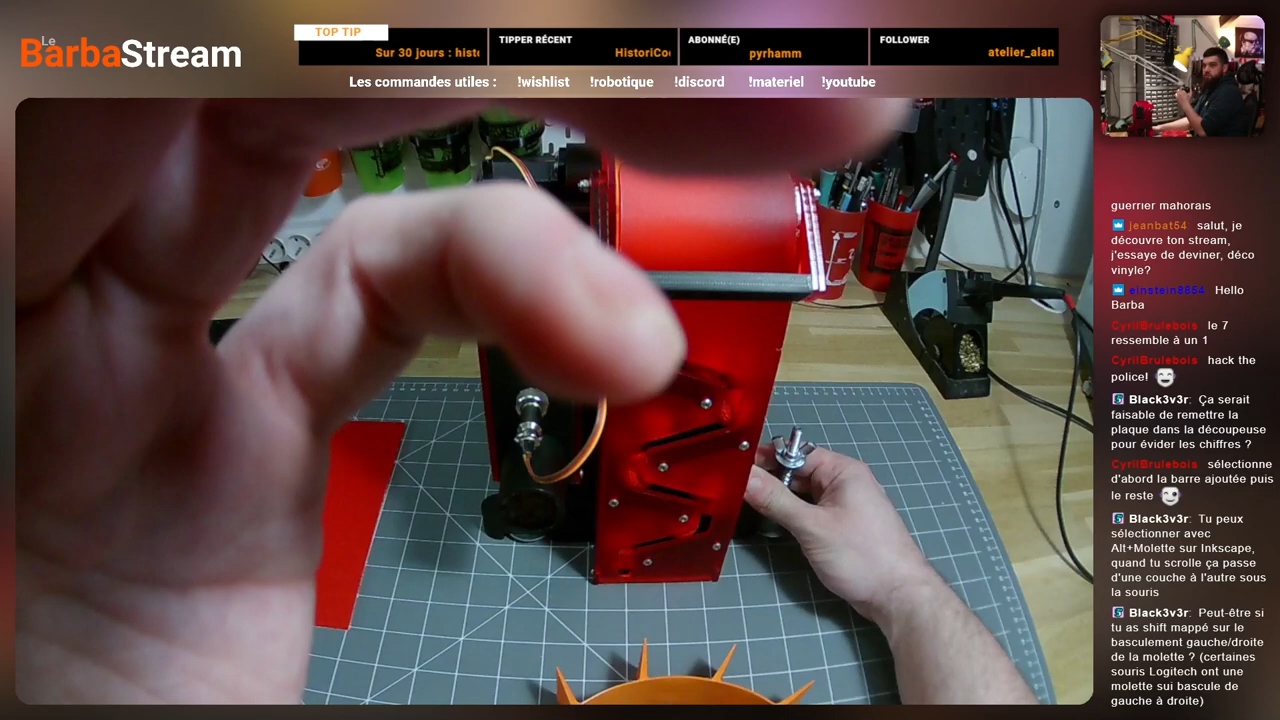 Le
BarbaStream
TOP TIP
Sur 30 jours : histo
TIPPER RÉCENT
HistoriCo
ABONNÉ(E)
pyrhamm
FOLLOWER
atelier_alan
Les commandes utiles : !wishlist !robotique !discord !materiel !youtube
guerrier mahorais
jeanbat54 salut, je
découvre ton stream,
j'essaye de deviner, déco
vinyle?
einstein8854 Hello
Barba
CyrilBrulebois le 7
ressemble à un 1
CyrilBrulebois hack the
police!
Black3v3r: Ça serait
faisable de remettre la
plaque dans la découpeuse
pour évider les chiffres ?
CyrilBrulebois sélectionne
d'abord la barre ajoutée puis
le reste
Black3v3r: Tu peux
sélectionner avec
Alt+Molette sur Inkscape,
quand tu scrolle ça passe
d'une couche à l'autre sous
la souris
Black3v3r: Peut-être si
tu as shift mappé sur le
basculement gauche/droite
de la molette ? (certaines
souris Logitech ont une
molette sui bascule de
gauche à droite)